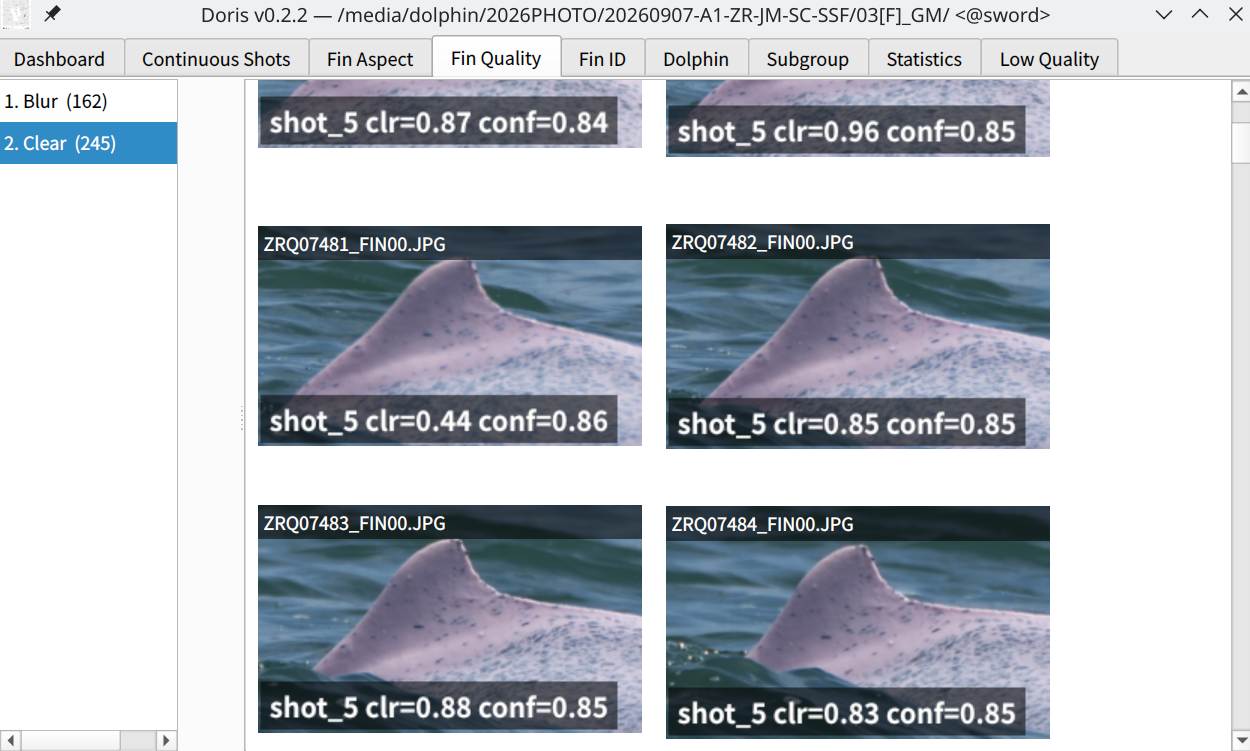 Doris v0.2.2 — /media/dolphin/2026PHOTO/20260907-A1-ZR-JM-SC-SSF/03[F]_GM/ <@sword>
Dashboard Continuous Shots Fin Aspect Fin Quality Fin ID Dolphin Subgroup Statistics Low Quality
1. Blur (162)
2. Clear (245)
shot_5 clr=0.87 conf=0.84
shot_5 clr=0.96 conf=0.85
ZRQ07481_FIN00.JPG
ZRQ07482_FIN00.JPG
shot_5 clr=0.44 conf=0.86
shot_5 clr=0.85 conf=0.85
ZRQ07483_FIN00.JPG
ZRQ07484_FIN00.JPG
shot_5 clr=0.88 conf=0.85
shot_5 clr=0.83 conf=0.85